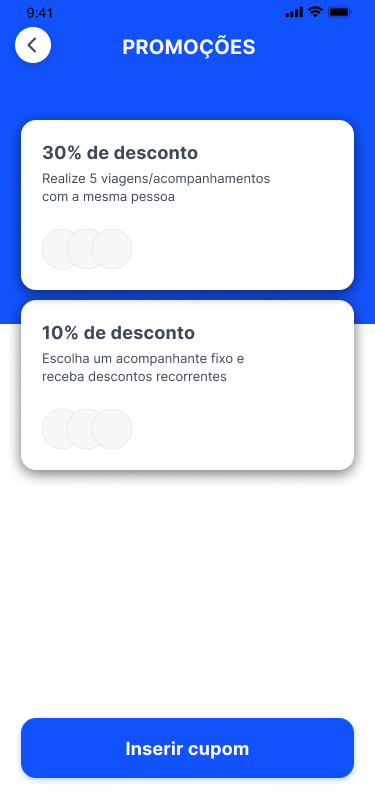 9:41
PROMOÇÕES
30% de desconto
Realize 5 viagens/acompanhamentos
com a mesma pessoa
10% de desconto
Escolha um acompanhante fixo e
receba descontos recorrentes
Inserir cupom